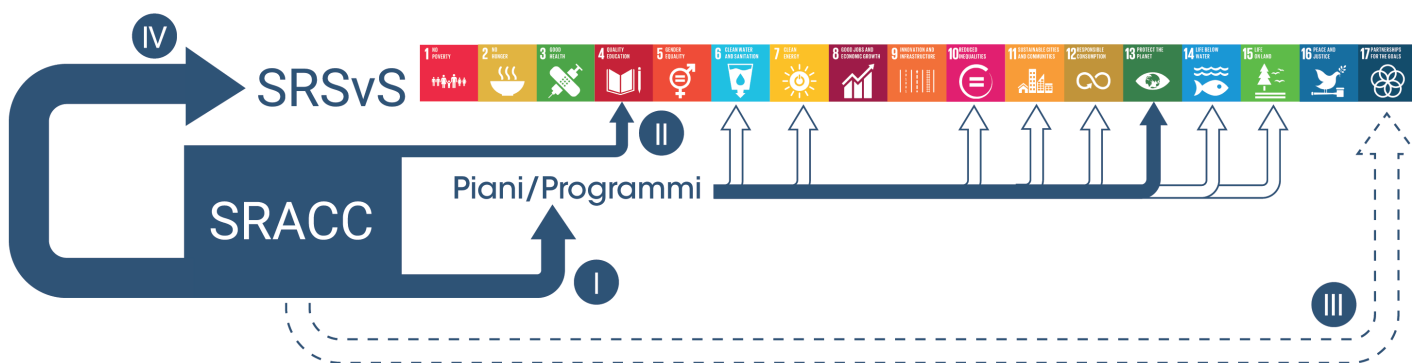 IV
SRSvS
1 NO POVERTY
2 NO HUNGER
3 GOOD HEALTH
4 QUALITY EDUCATION
5 GENDER EQUALITY
6 CLEAN WATER AND SANITATION
7 CLEAN ENERGY
8 GOOD JOBS AND ECONOMIC GROWTH
9 INNOVATION AND INFRASTRUCTURE
10 REDUCED INEQUALITIES
11 SUSTAINABLE CITIES AND COMMUNITIES
12 RESPONSIBLE CONSUMPTION
13 PROTECT THE PLANET
14 LIFE BELOW WATER
15 LIFE ON LAND
16 PEACE AND JUSTICE
17 PARTNERSHIPS FOR THE GOALS
II
Piani/Programmi
SRACC
I
III